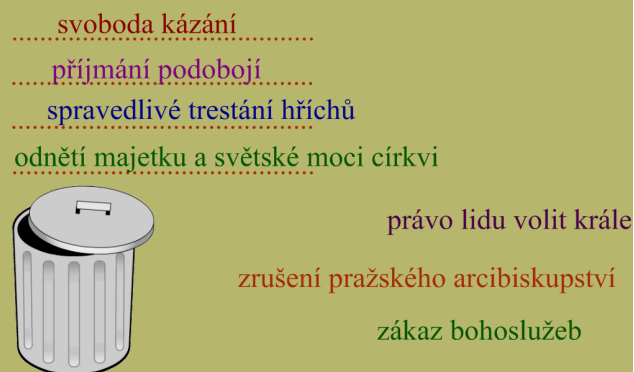 svoboda kázání
příjmání podobojí
spravedlivé trestání hříchů
odnětí majetku a světské moci církvi
právo lidu volit krále
zrušení pražského arcibiskupství
zákaz bohoslužeb